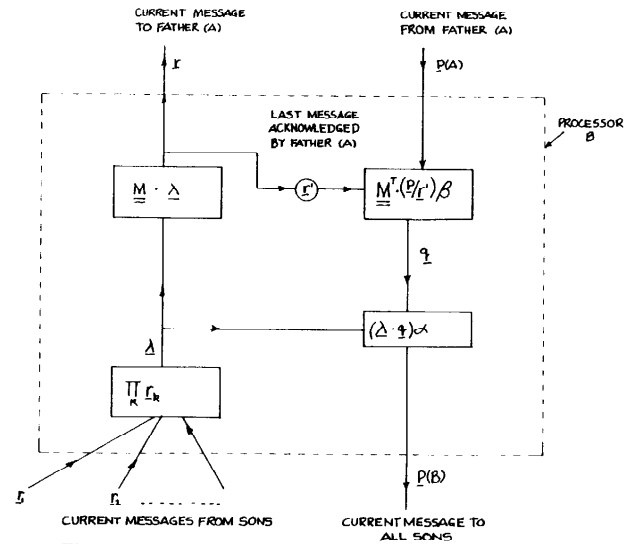 CURRENT MESSAGE
TO FATHER (A)
CURRENT MESSAGE
FROM FATHER (A)
r
P(A)
LAST MESSAGE
ACKNOWLEDGED
BY FATHER (A)
PROCESSOR
B
M · λ
r'
Mᵀ·(P/r')β
q
(λ · q)α
λ
∏ r_k
k
r₁
r₂
P(B)
CURRENT MESSAGES FROM SONS
CURRENT MESSAGE TO
ALL SONS